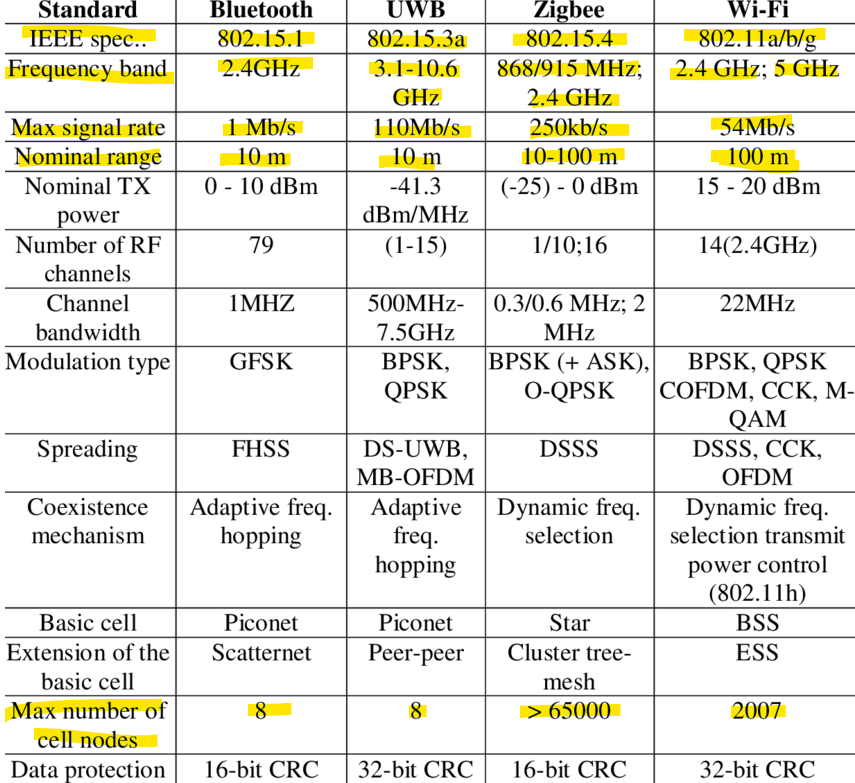 Standard Bluetooth UWB Zigbee Wi-Fi
IEEE spec.. 802.15.1 802.15.3a 802.15.4 802.11a/b/g
Frequency band 2.4GHz 3.1-10.6 868/915 MHz; 2.4 GHz; 5 GHz
GHz 2.4 GHz
Max signal rate 1 Mb/s 110Mb/s 250kb/s 54Mb/s
Nominal range 10 m 10 m 10-100 m 100 m
Nominal TX 0 - 10 dBm -41.3 (-25) - 0 dBm 15 - 20 dBm
power dBm/MHz
Number of RF 79 (1-15) 1/10;16 14(2.4GHz)
channels
Channel 1MHZ 500MHz- 0.3/0.6 MHz; 2 22MHz
bandwidth 7.5GHz MHz
Modulation type GFSK BPSK, BPSK (+ ASK), BPSK, QPSK
QPSK O-QPSK COFDM, CCK, M-
QAM
Spreading FHSS DS-UWB, DSSS DSSS, CCK,
MB-OFDM OFDM
Coexistence Adaptive freq. Adaptive Dynamic freq. Dynamic freq.
mechanism hopping freq. selection selection transmit
hopping power control
(802.11h)
Basic cell Piconet Piconet Star BSS
Extension of the Scatternet Peer-peer Cluster tree- ESS
basic cell mesh
Max number of 8 8 > 65000 2007
cell nodes
Data protection 16-bit CRC 32-bit CRC 16-bit CRC 32-bit CRC